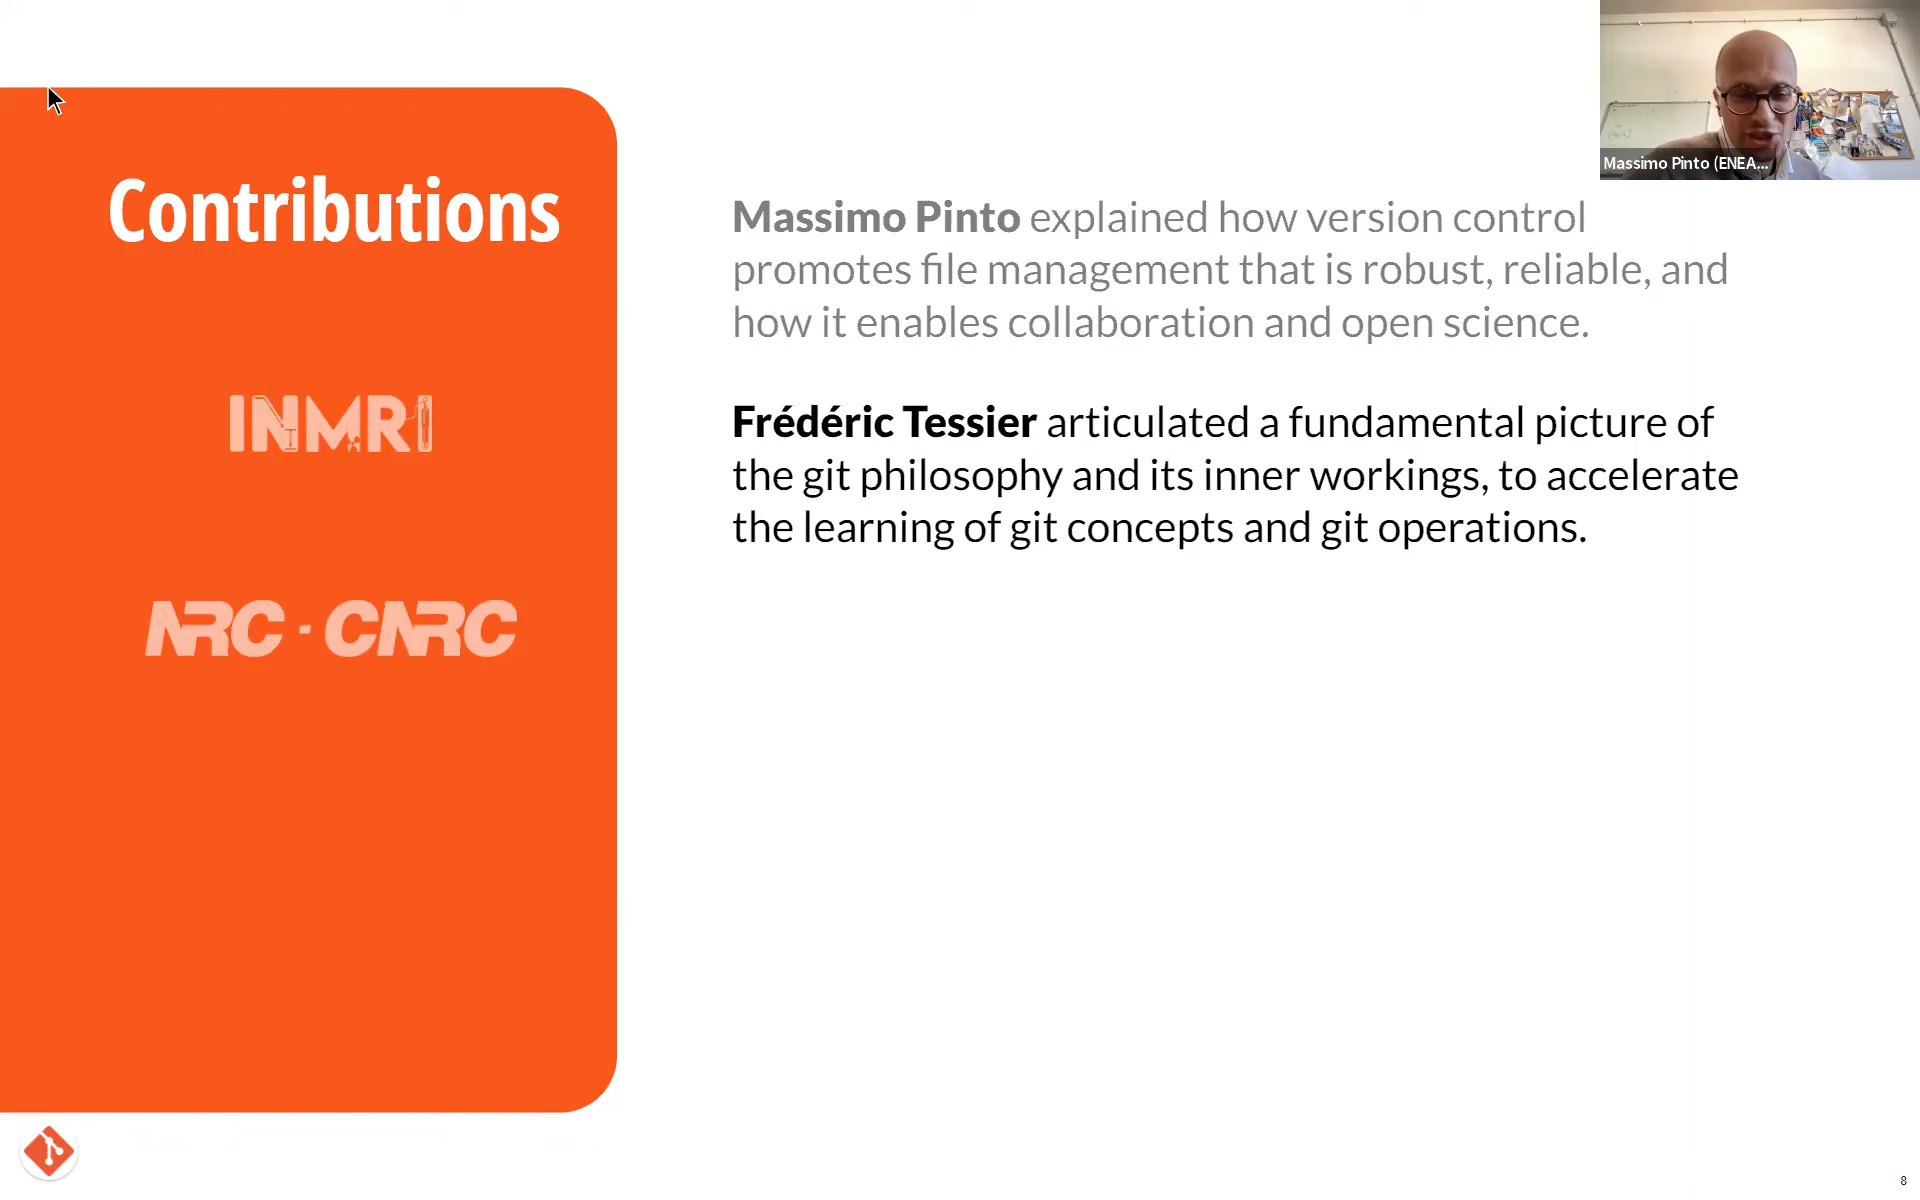 Contributions
INMRI
NRC · CNRC
Massimo Pinto explained how version control
promotes file management that is robust, reliable, and
how it enables collaboration and open science.
Frédéric Tessier articulated a fundamental picture of
the git philosophy and its inner workings, to accelerate
the learning of git concepts and git operations.
Massimo Pinto (ENEA...
8